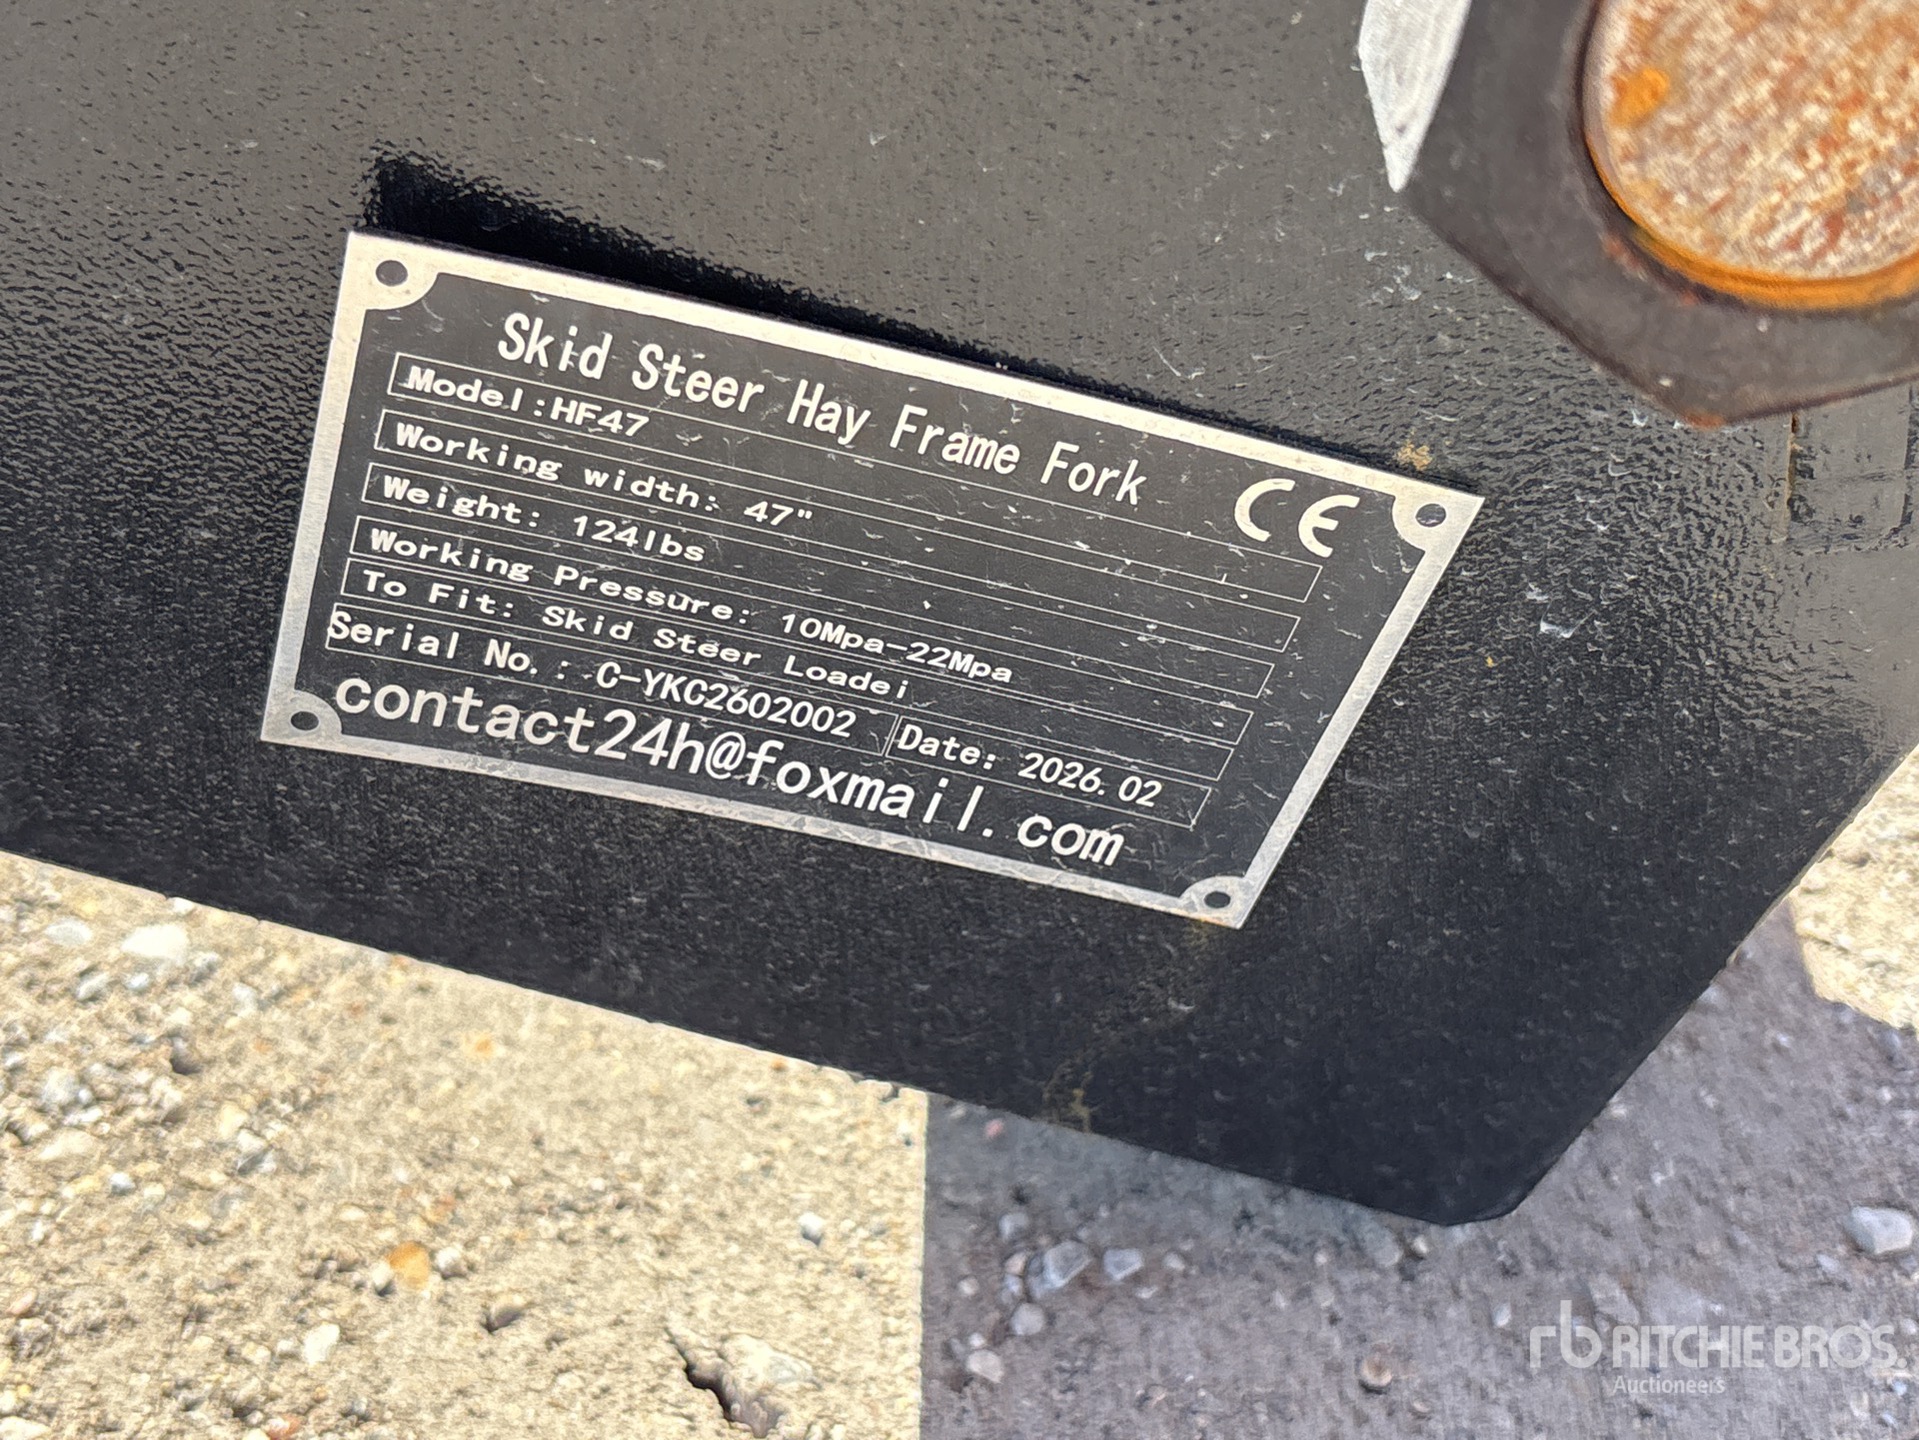 Skid Steer Hay Frame Fork
CE
Model:HF47
Working width: 47"
Weight: 124lbs
Working Pressure: 10Mpa-22Mpa
To Fit: Skid Steer Loadei
Serial No.: C-YKC2602002 Date: 2026.02
contact24h@foxmail.com
rb RITCHIE BROS.
Auctioneers